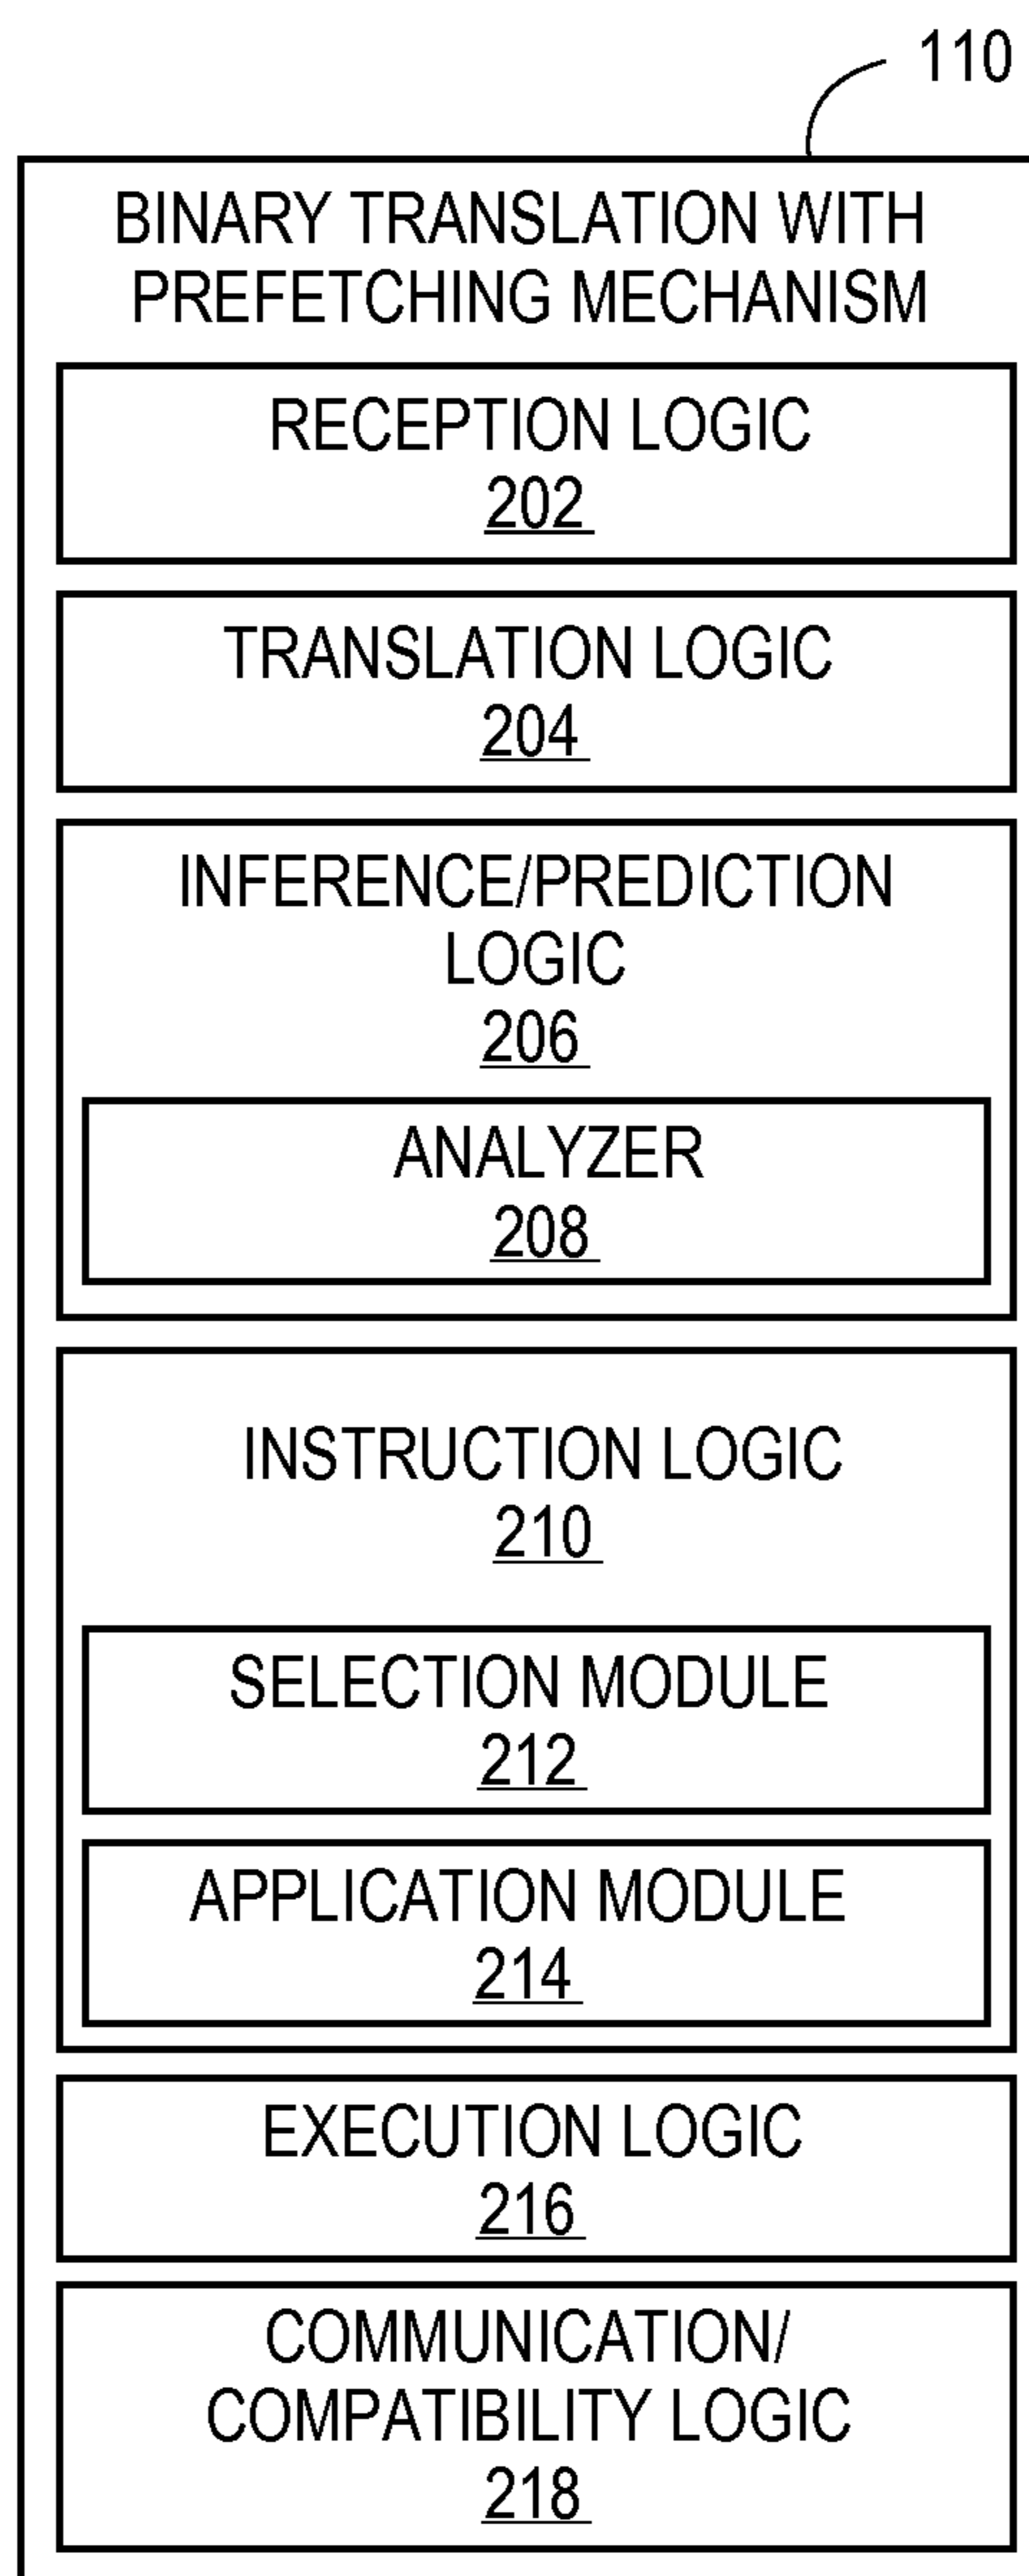 110
BINARY TRANSLATION WITH
PREFETCHING MECHANISM
RECEPTION LOGIC
202
TRANSLATION LOGIC
204
INFERENCE/PREDICTION
LOGIC
206
ANALYZER
208
INSTRUCTION LOGIC
210
SELECTION MODULE
212
APPLICATION MODULE
214
EXECUTION LOGIC
216
COMMUNICATION/
COMPATIBILITY LOGIC
218